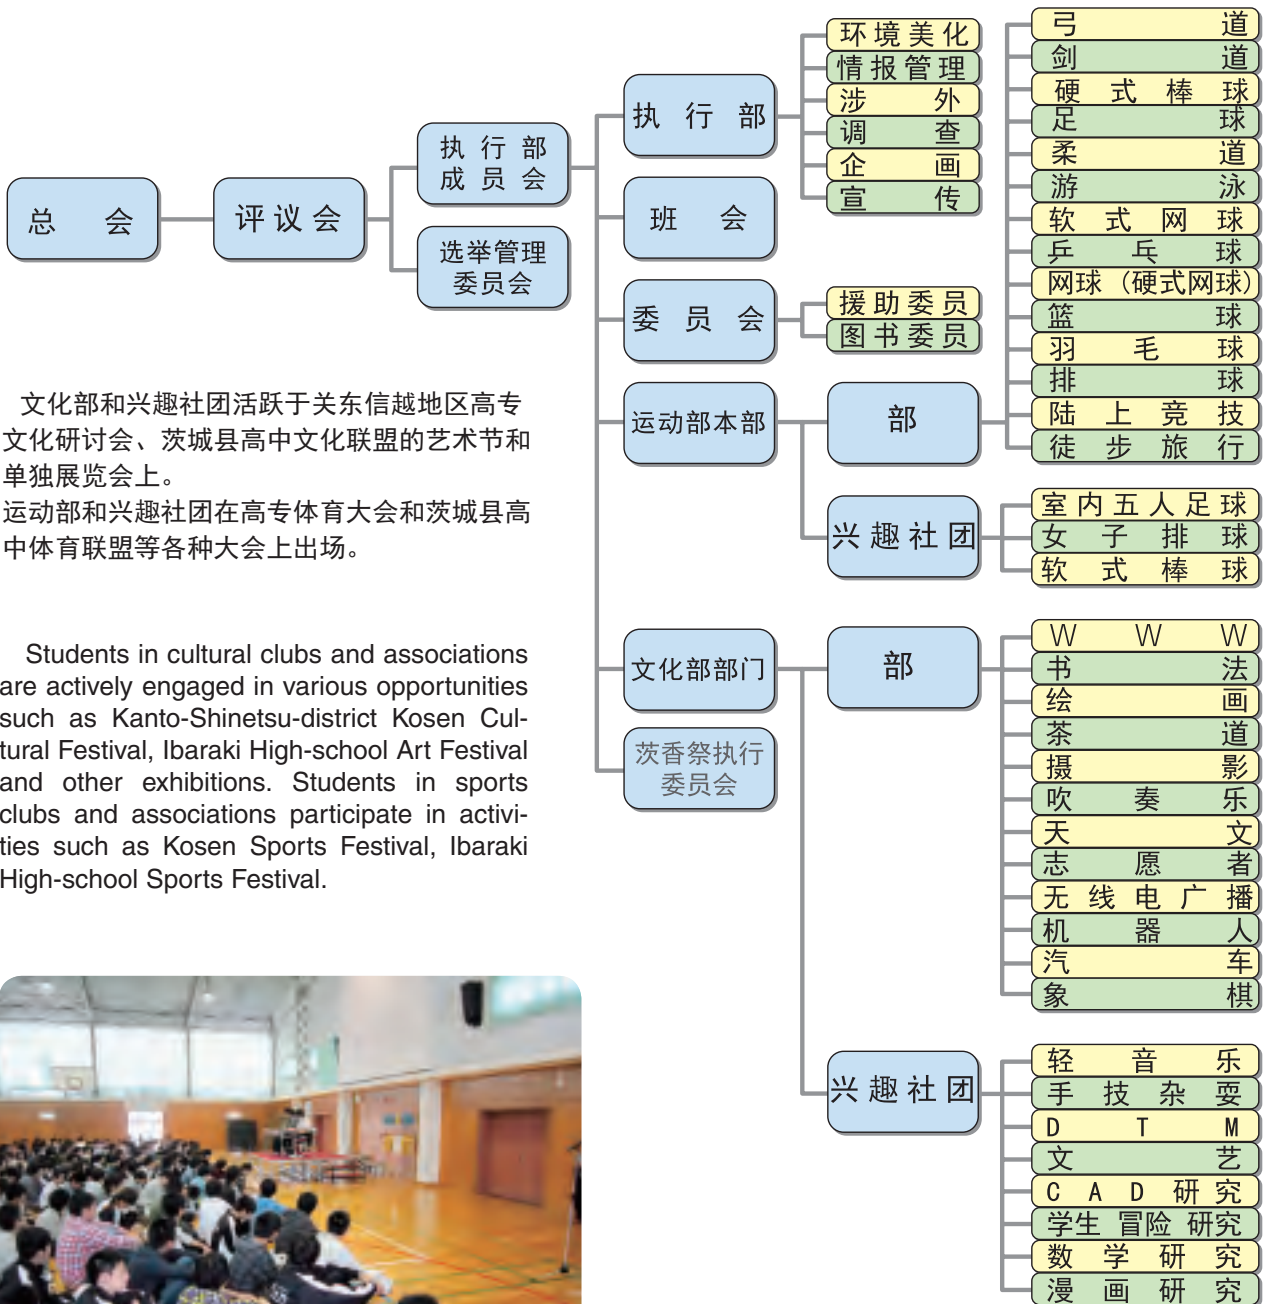 总会
评议会
执行部
成员会
选举管理
委员会
执行部
环境美化
情报管理
涉外
调查
企画
宣传
班会
委员会
援助委员
图书委员
运动部本部
部
弓道
剑道
硬式棒球
足球
柔道
游泳
软式网球
乒乓球
网球（硬式网球）
篮球
羽毛球
排球
陆上竞技
徒步旅行
兴趣社团
室内五人足球
女子排球
软式棒球
文化部部门
部
WWW
书法
绘画
茶道
摄影
吹奏乐
天文
志愿者
无线电广播
机器人
汽车
象棋
兴趣社团
轻音乐
手技杂耍
DTM
文艺
CAD研究
学生冒险研究
数学研究
漫画研究
茨香祭执行
委员会
文化部和兴趣社团活跃于关东信越地区高专
文化研讨会、茨城县高中文化联盟的艺术节和
单独展览会上。
运动部和兴趣社团在高专体育大会和茨城县高
中体育联盟等各种大会上出场。
Students in cultural clubs and associations
are actively engaged in various opportunities
such as Kanto-Shinetsu-district Kosen Cul-
tural Festival, Ibaraki High-school Art Festival
and other exhibitions. Students in sports
clubs and associations participate in activi-
ties such as Kosen Sports Festival, Ibaraki
High-school Sports Festival.